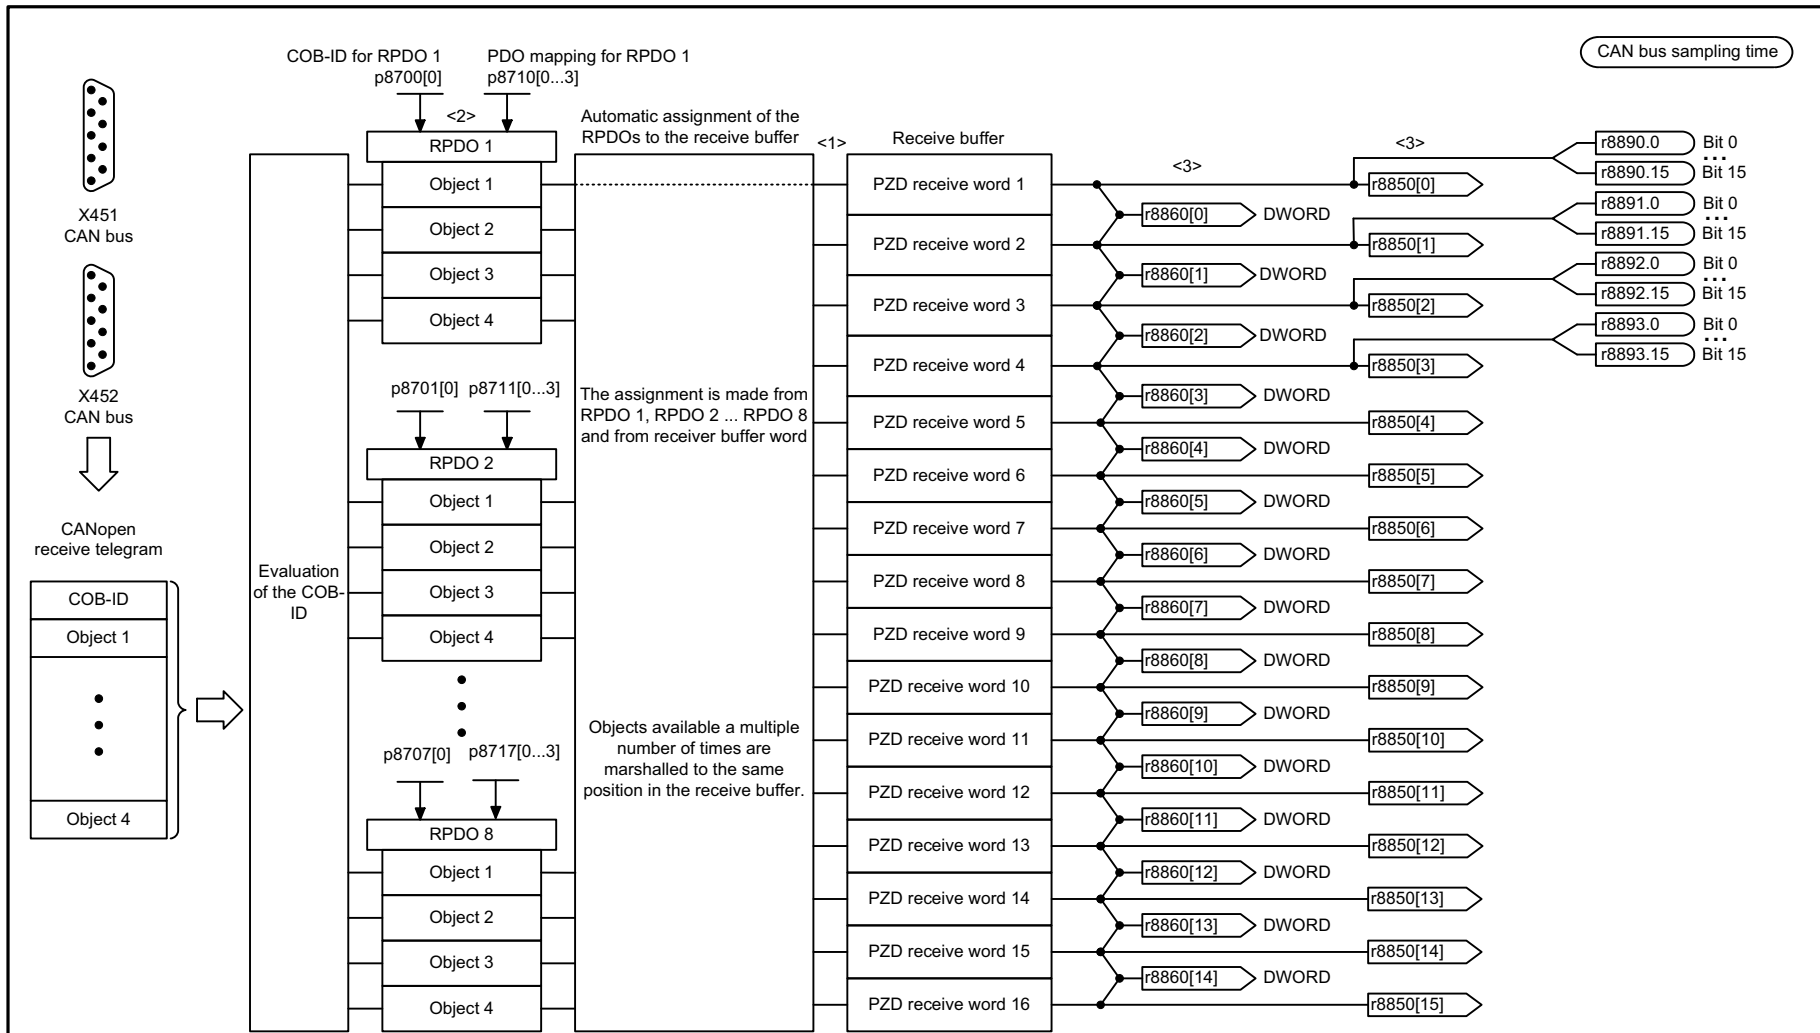 CAN bus sampling time
X451
CAN bus
X452
CAN bus
CANopen
receive telegram
COB-ID
Object 1
Object 4
Evaluation
of the COB-
ID
COB-ID for RPDO 1
p8700[0]
PDO mapping for RPDO 1
p8710[0...3]
<2>
RPDO 1
Object 1
Object 2
Object 3
Object 4
p8701[0]
p8711[0...3]
RPDO 2
Object 1
Object 2
Object 3
Object 4
p8707[0]
p8717[0...3]
RPDO 8
Object 1
Object 2
Object 3
Object 4
Automatic assignment of the
RPDOs to the receive buffer
The assignment is made from
RPDO 1, RPDO 2 ... RPDO 8
and from receiver buffer word
Objects available a multiple
number of times are
marshalled to the same
position in the receive buffer.
<1>
Receive buffer
PZD receive word 1
PZD receive word 2
PZD receive word 3
PZD receive word 4
PZD receive word 5
PZD receive word 6
PZD receive word 7
PZD receive word 8
PZD receive word 9
PZD receive word 10
PZD receive word 11
PZD receive word 12
PZD receive word 13
PZD receive word 14
PZD receive word 15
PZD receive word 16
<3>
r8860[0] DWORD
r8860[1] DWORD
r8860[2] DWORD
r8860[3] DWORD
r8860[4] DWORD
r8860[5] DWORD
r8860[6] DWORD
r8860[7] DWORD
r8860[8] DWORD
r8860[9] DWORD
r8860[10] DWORD
r8860[11] DWORD
r8860[12] DWORD
r8860[13] DWORD
r8860[14] DWORD
<3>
r8850[0]
r8850[1]
r8850[2]
r8850[3]
r8850[4]
r8850[5]
r8850[6]
r8850[7]
r8850[8]
r8850[9]
r8850[10]
r8850[11]
r8850[12]
r8850[13]
r8850[14]
r8850[15]
r8890.0 Bit 0
...
r8890.15 Bit 15
r8891.0 Bit 0
...
r8891.15 Bit 15
r8892.0 Bit 0
...
r8892.15 Bit 15
r8893.0 Bit 0
...
r8893.15 Bit 15